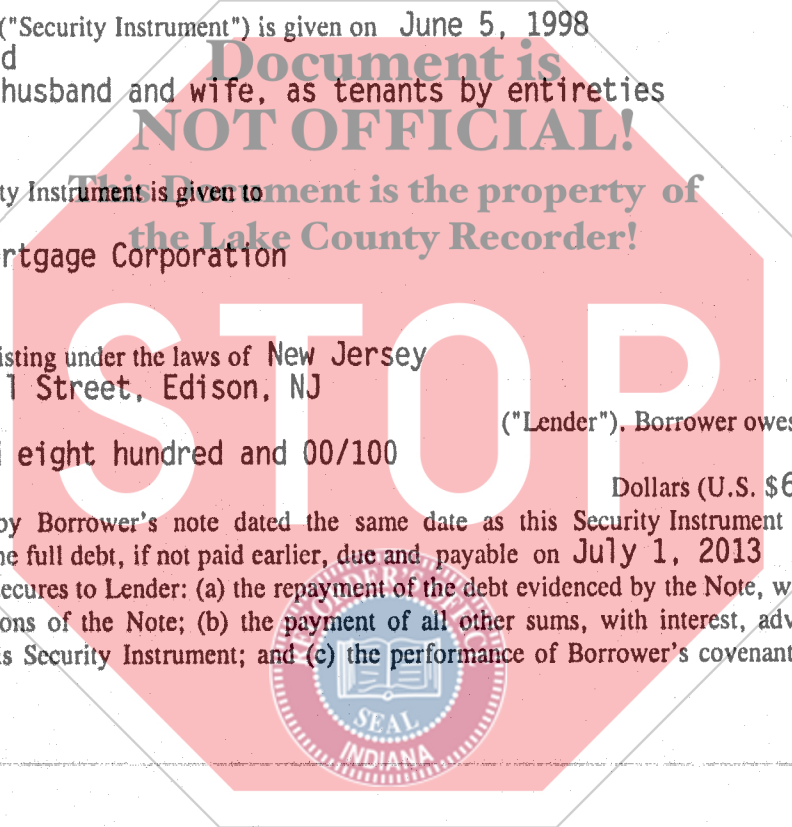 ("Security Instrument") is given on June 5, 1998
d
husband and wife, as tenants by entireties
Document is
NOT OFFICIAL!
ty Instrument is given to
This Document is the property of
the Lake County Recorder!
rtgage Corporation
STOP
isting under the laws of New Jersey
l Street, Edison, NJ
("Lender"). Borrower owes
eight hundred and 00/100
Dollars (U.S. $6
by Borrower's note dated the same date as this Security Instrument
he full debt, if not paid earlier, due and payable on July 1, 2013
ecures to Lender: (a) the repayment of the debt evidenced by the Note, w
ons of the Note; (b) the payment of all other sums, with interest, adv
is Security Instrument; and (c) the performance of Borrower's covenant
SEAL
INDIANA